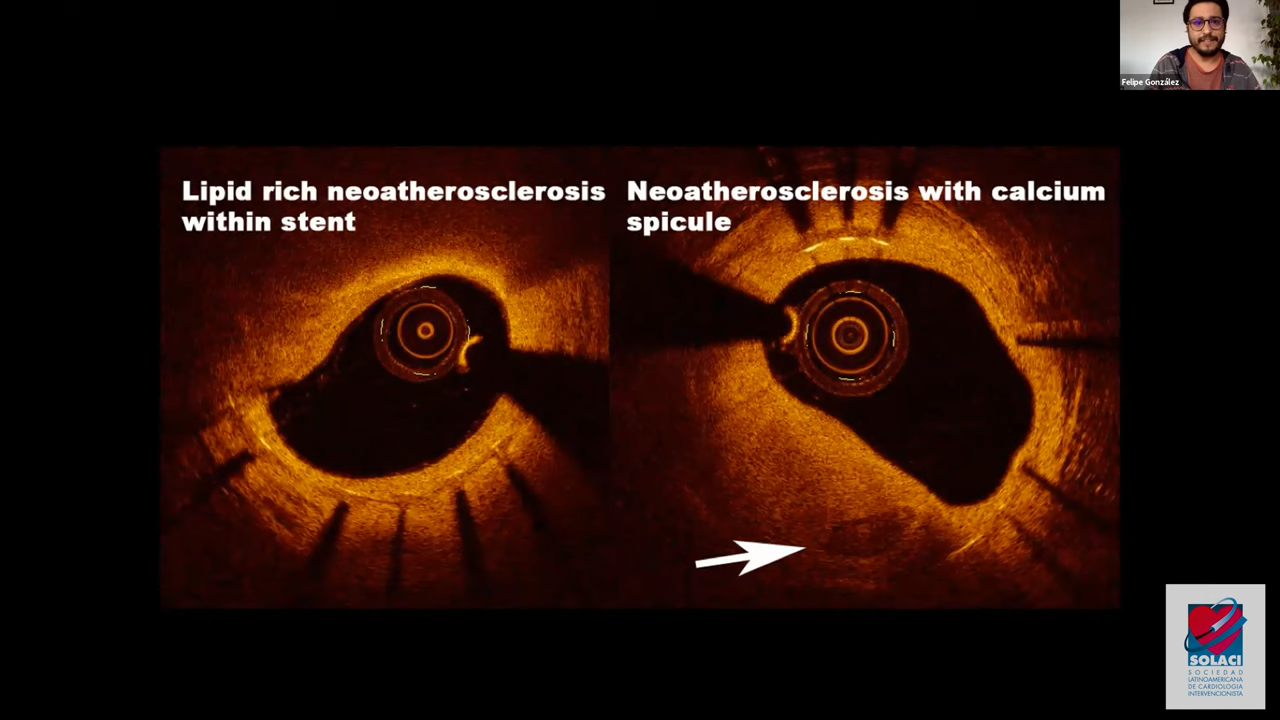 Felipe González
Lipid rich neoatherosclerosis
within stent
Neoatherosclerosis with calcium
spicule
SOLACI
SOCIEDAD
LATINOAMERICANA
DE CARDIOLOGIA
INTERVENCIONISTA